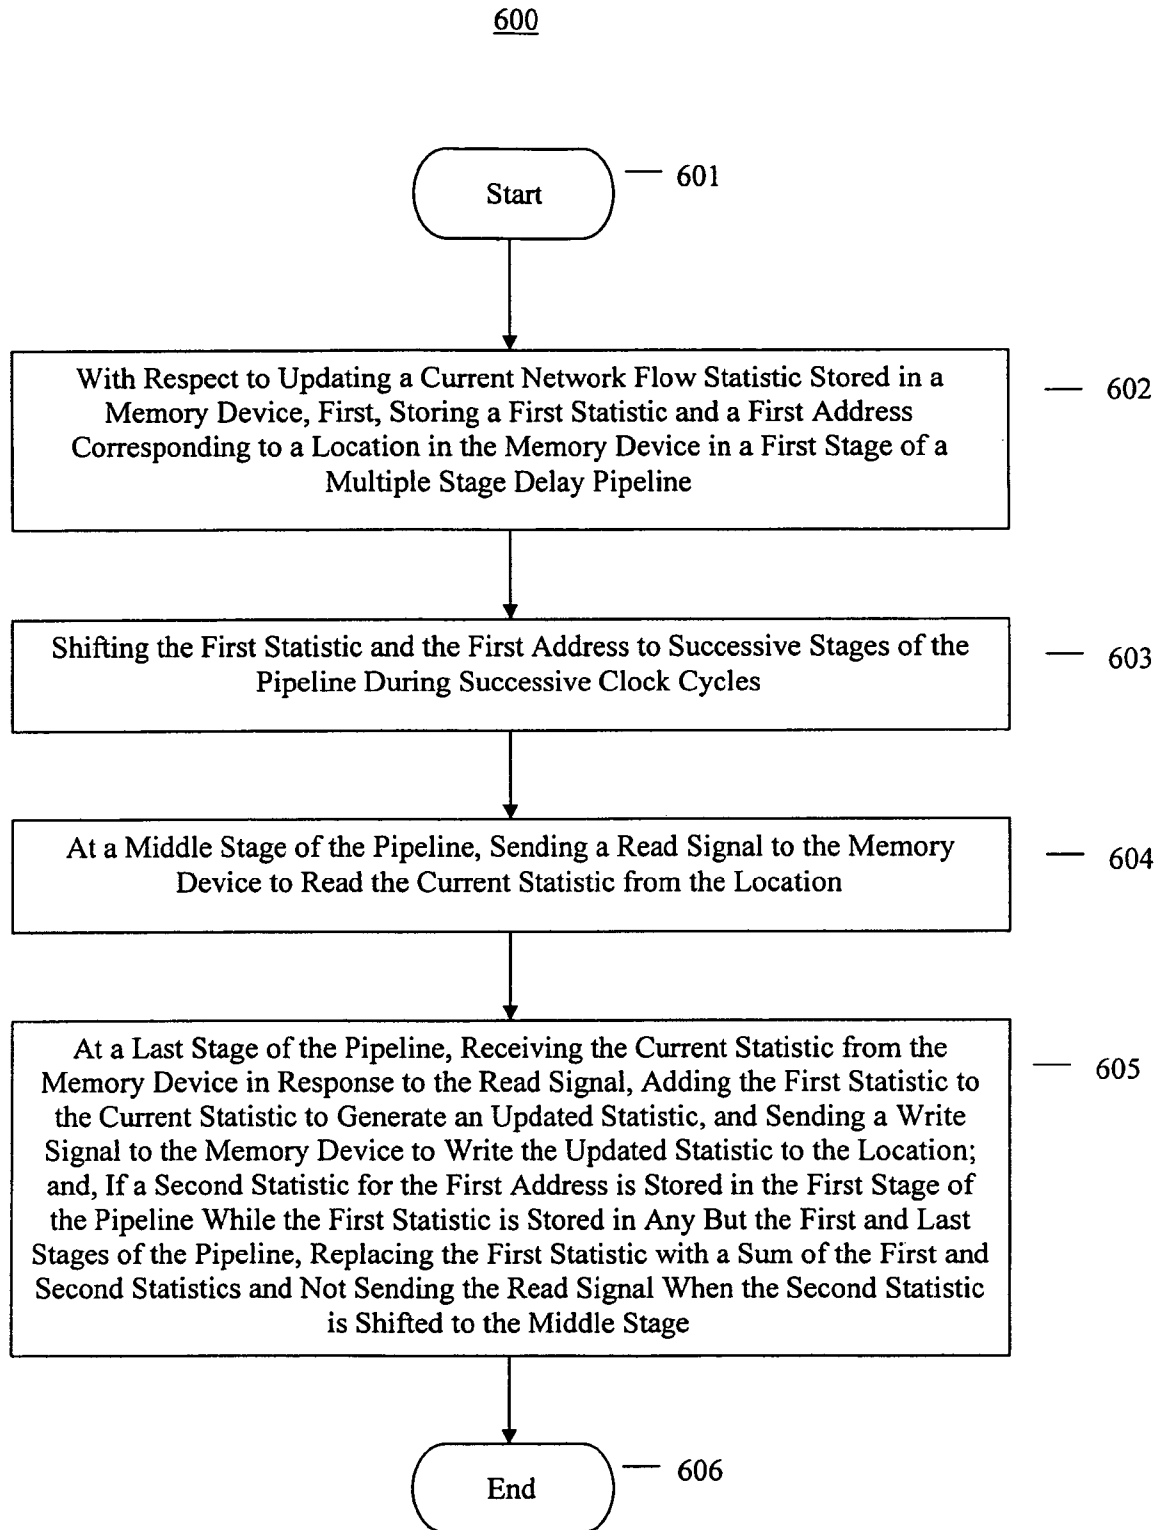 600
Start
601
With Respect to Updating a Current Network Flow Statistic Stored in a
Memory Device, First, Storing a First Statistic and a First Address
Corresponding to a Location in the Memory Device in a First Stage of a
Multiple Stage Delay Pipeline
602
Shifting the First Statistic and the First Address to Successive Stages of the
Pipeline During Successive Clock Cycles
603
At a Middle Stage of the Pipeline, Sending a Read Signal to the Memory
Device to Read the Current Statistic from the Location
604
At a Last Stage of the Pipeline, Receiving the Current Statistic from the
Memory Device in Response to the Read Signal, Adding the First Statistic to
the Current Statistic to Generate an Updated Statistic, and Sending a Write
Signal to the Memory Device to Write the Updated Statistic to the Location;
and, If a Second Statistic for the First Address is Stored in the First Stage of
the Pipeline While the First Statistic is Stored in Any But the First and Last
Stages of the Pipeline, Replacing the First Statistic with a Sum of the First and
Second Statistics and Not Sending the Read Signal When the Second Statistic
is Shifted to the Middle Stage
605
End
606